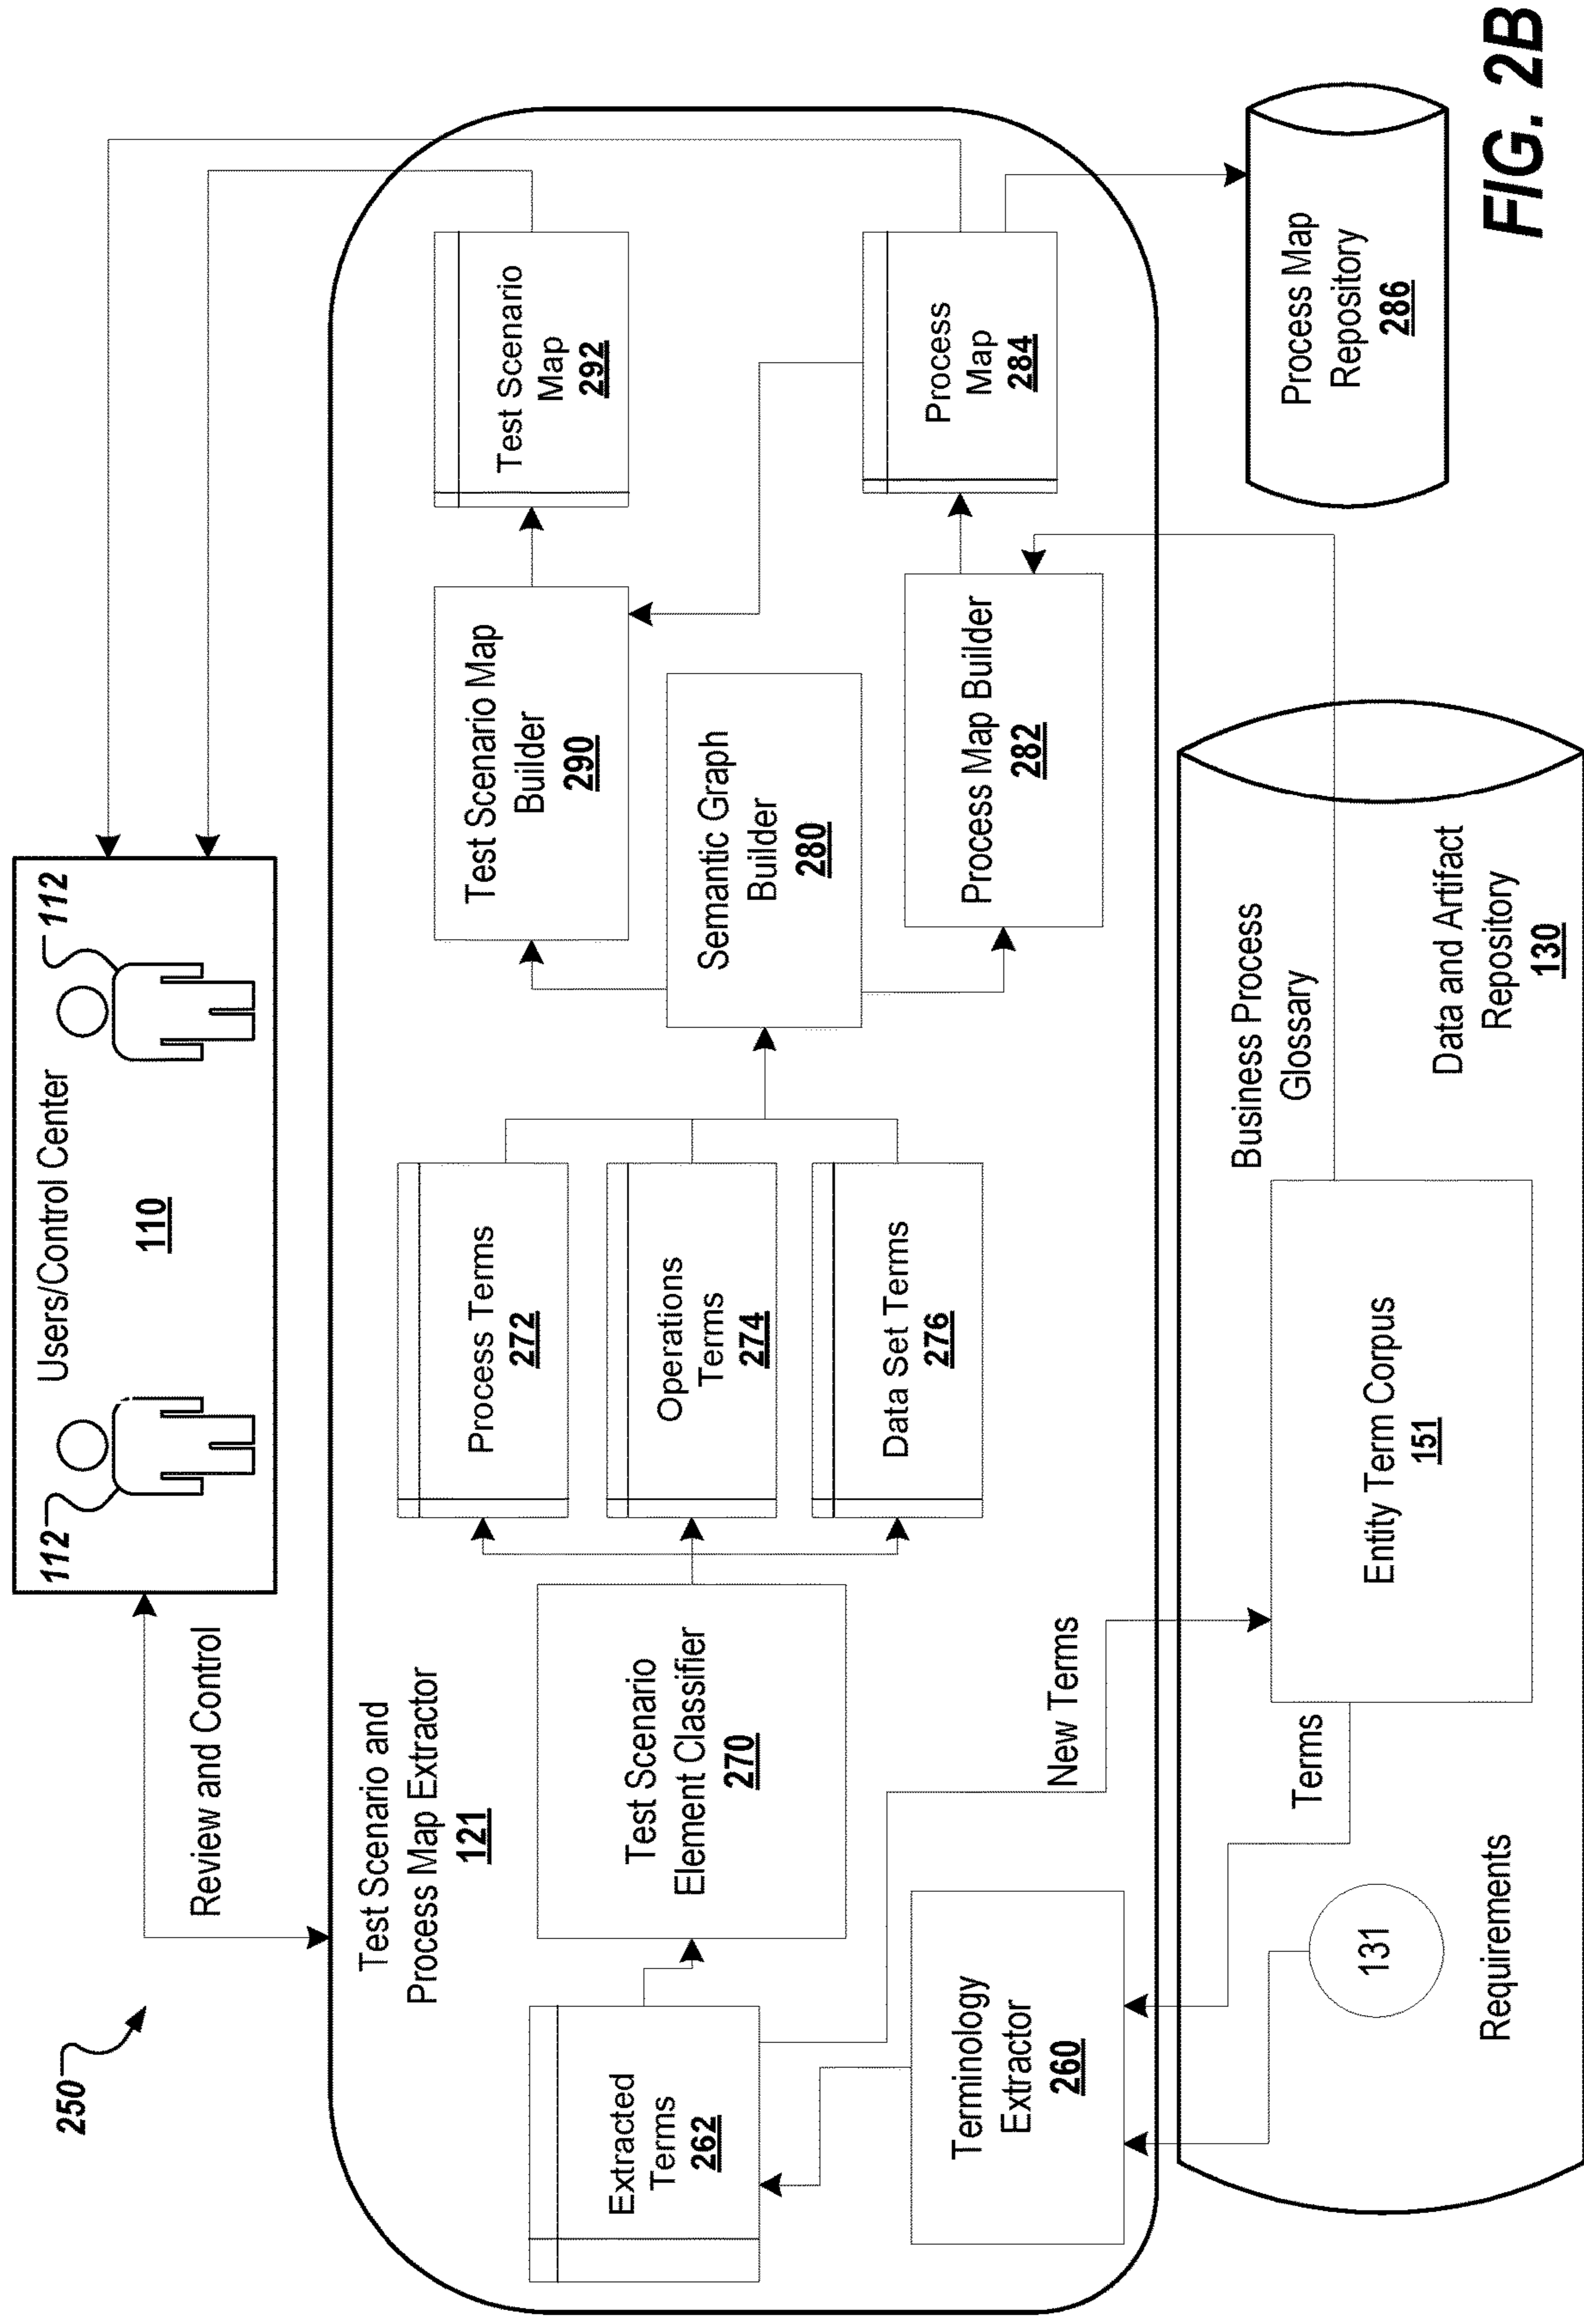 250
Review and Control
112
Users/Control Center
110
112
Test Scenario and
Process Map Extractor
121
Extracted
Terms
262
Terminology
Extractor
260
Test Scenario
Element Classifier
270
New Terms
Process Terms
272
Operations
Terms
274
Data Set Terms
276
Semantic Graph
Builder
280
Test Scenario Map
Builder
290
Process Map Builder
282
Test Scenario
Map
292
Process
Map
284
Requirements
131
Terms
Entity Term Corpus
151
Business Process
Glossary
Data and Artifact
Repository
130
Process Map
Repository
286
FIG. 2B